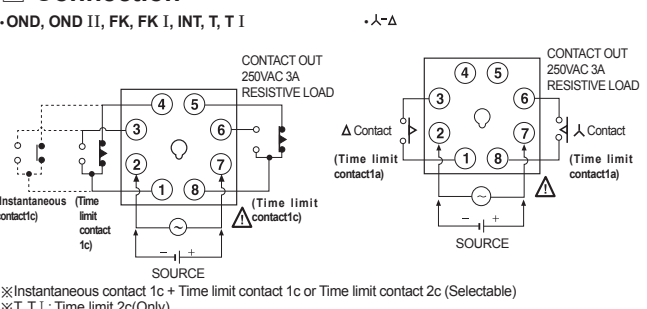 Connection
•OND, OND II, FK, FK I, INT, T, T I
•⅄-Δ
CONTACT OUT
250VAC 3A
RESISTIVE LOAD
4 5
3 6
2 7
1 8
Instantaneous
contact1c)
(Time
limit
contact
1c)
(Time limit
contact1c)
~
− +
SOURCE
CONTACT OUT
250VAC 3A
RESISTIVE LOAD
4 5
3 6
2 7
1 8
Δ Contact
(Time limit
contact1a)
⅄ Contact
(Time limit
contact1a)
~
− +
SOURCE
※Instantaneous contact 1c + Time limit contact 1c or Time limit contact 2c (Selectable)
※T, T I : Time limit 2c(Only)